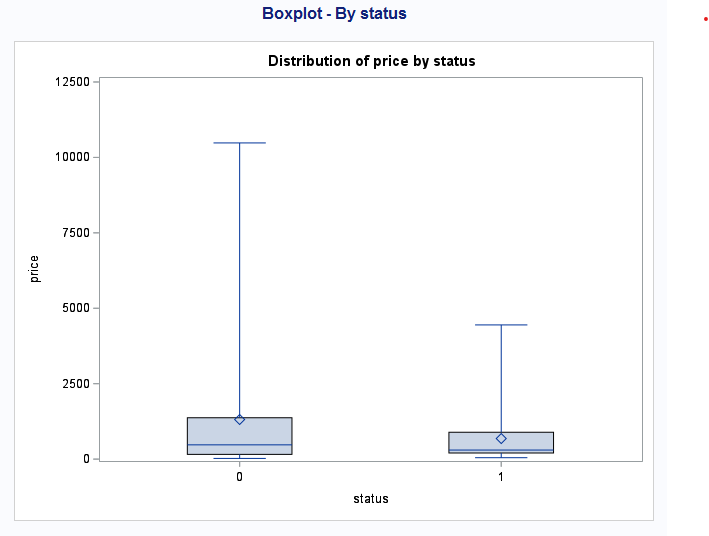 Boxplot - By status
Distribution of price by status
12500
10000
7500
5000
2500
0
price
0 1
status